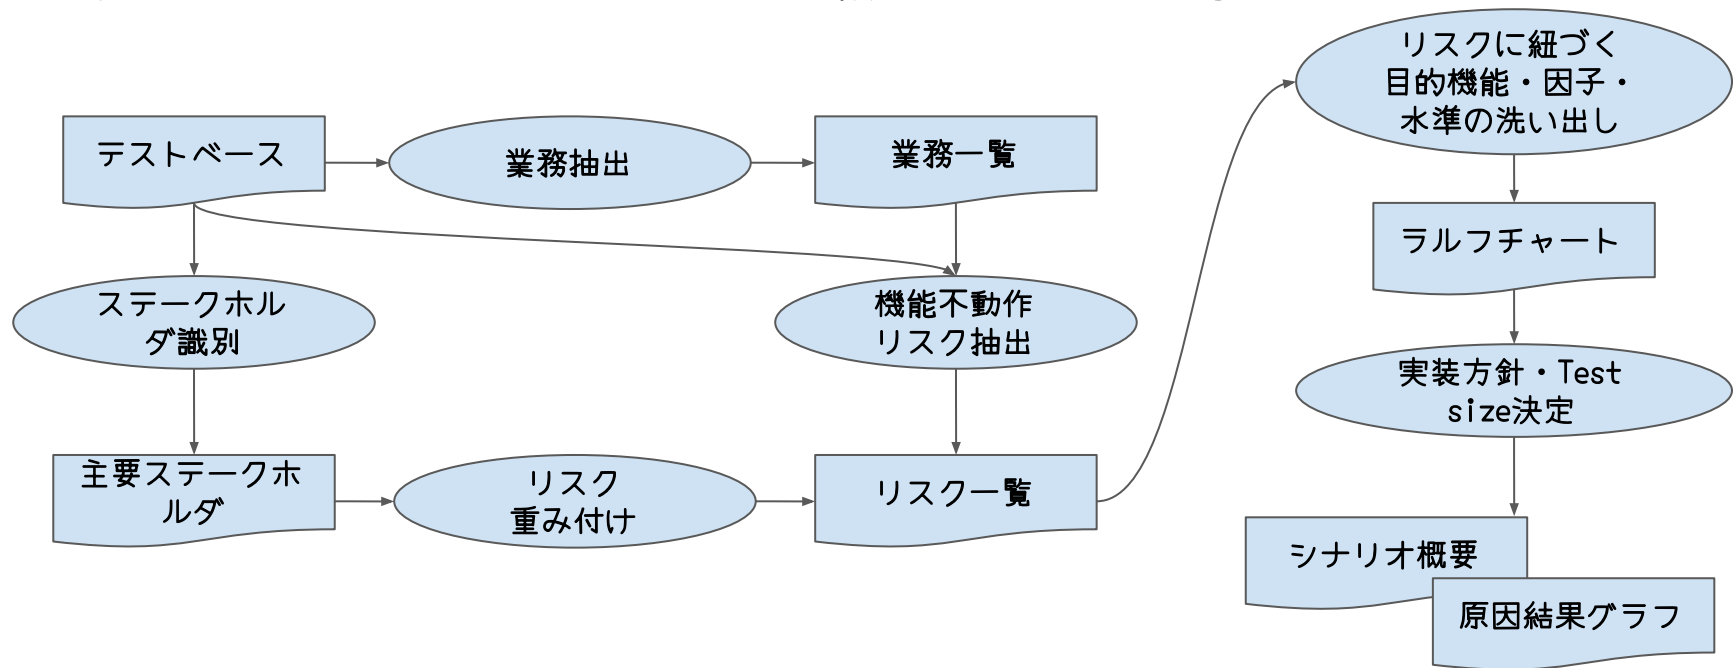 テストベース
業務抽出
業務一覧
ステークホル
ダ識別
機能不動作
リスク抽出
主要ステークホ
ルダ
リスク
重み付け
リスク一覧
リスクに紐づく
目的機能・因子・
水準の洗い出し
ラルフチャート
実装方針・Test
size決定
シナリオ概要
原因結果グラフ